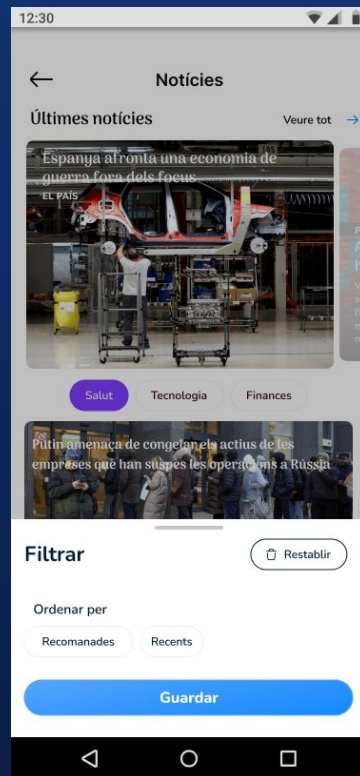 12:30
Notícies
Últimes notícies
Veure tot
Espanya afronta una economia de
guerra fora dels focus
EL PAÍS
Salut
Tecnologia
Finances
Putin amenaça de congelar els actius de les
empreses que han suspès les operacions a Rússia
Filtrar
Restablir
Ordenar per
Recomanades
Recents
Guardar